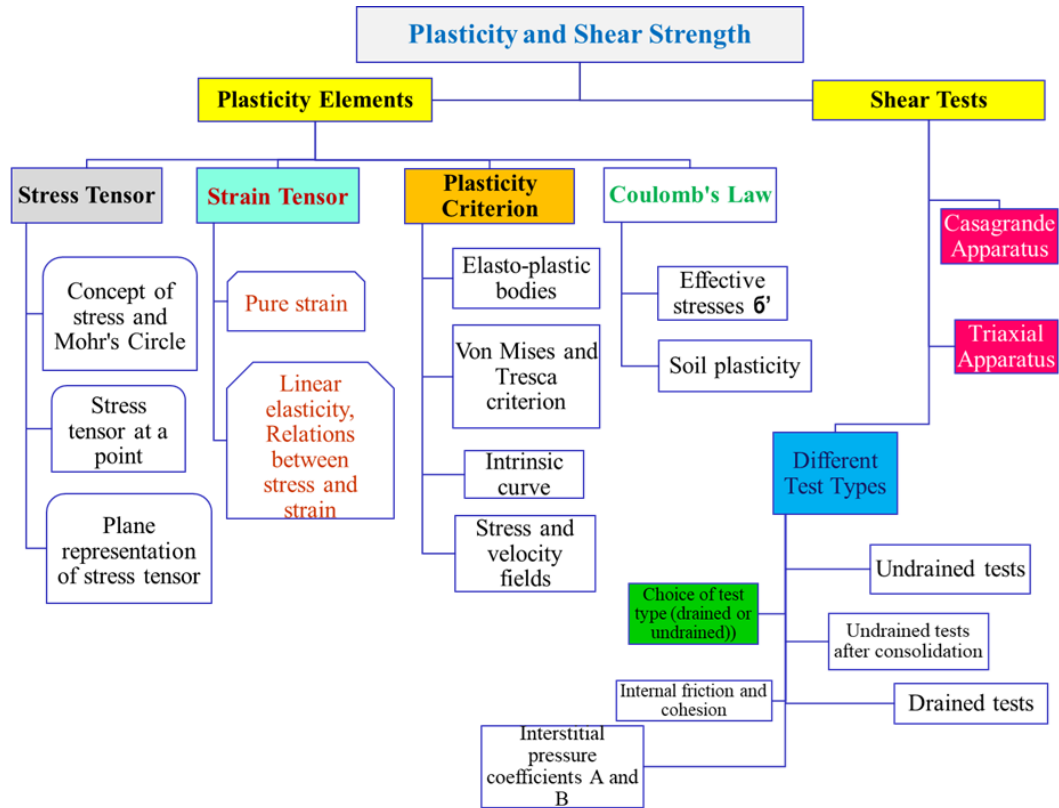 Plasticity and Shear Strength
Plasticity Elements
Shear Tests
Stress Tensor
Strain Tensor
Plasticity
Criterion
Coulomb's Law
Concept of
stress and
Mohr's Circle
Stress
tensor at a
point
Plane
representation
of stress tensor
Pure strain
Linear
elasticity,
Relations
between
stress and
strain
Elasto-plastic
bodies
Von Mises and
Tresca
criterion
Intrinsic
curve
Stress and
velocity
fields
Effective
stresses б’
Soil plasticity
Casagrande
Apparatus
Triaxial
Apparatus
Different
Test Types
Choice of test
type (drained or
undrained))
Internal friction and
cohesion
Interstitial
pressure
coefficients A and
B
Undrained tests
Undrained tests
after consolidation
Drained tests